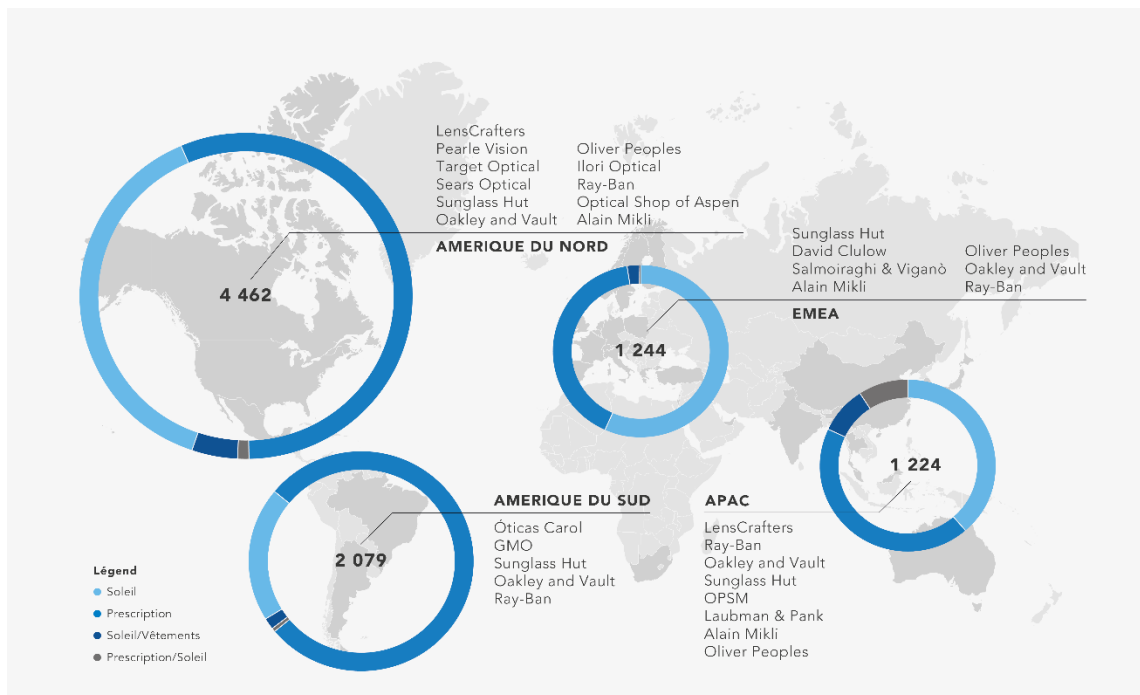 LensCrafters
Pearle Vision
Target Optical
Sears Optical
Sunglass Hut
Oakley and Vault
Oliver Peoples
Ilori Optical
Ray-Ban
Optical Shop of Aspen
Alain Mikli
AMERIQUE DU NORD
4 462
Sunglass Hut
David Clulow
Salmoiraghi & Viganò
Alain Mikli
Oliver Peoples
Oakley and Vault
Ray-Ban
EMEA
1 244
1 224
AMERIQUE DU SUD
Óticas Carol
GMO
Sunglass Hut
Oakley and Vault
Ray-Ban
2 079
APAC
LensCrafters
Ray-Ban
Oakley and Vault
Sunglass Hut
OPSM
Laubman & Pank
Alain Mikli
Oliver Peoples
Légend
Soleil
Prescription
Soleil/Vêtements
Prescription/Soleil